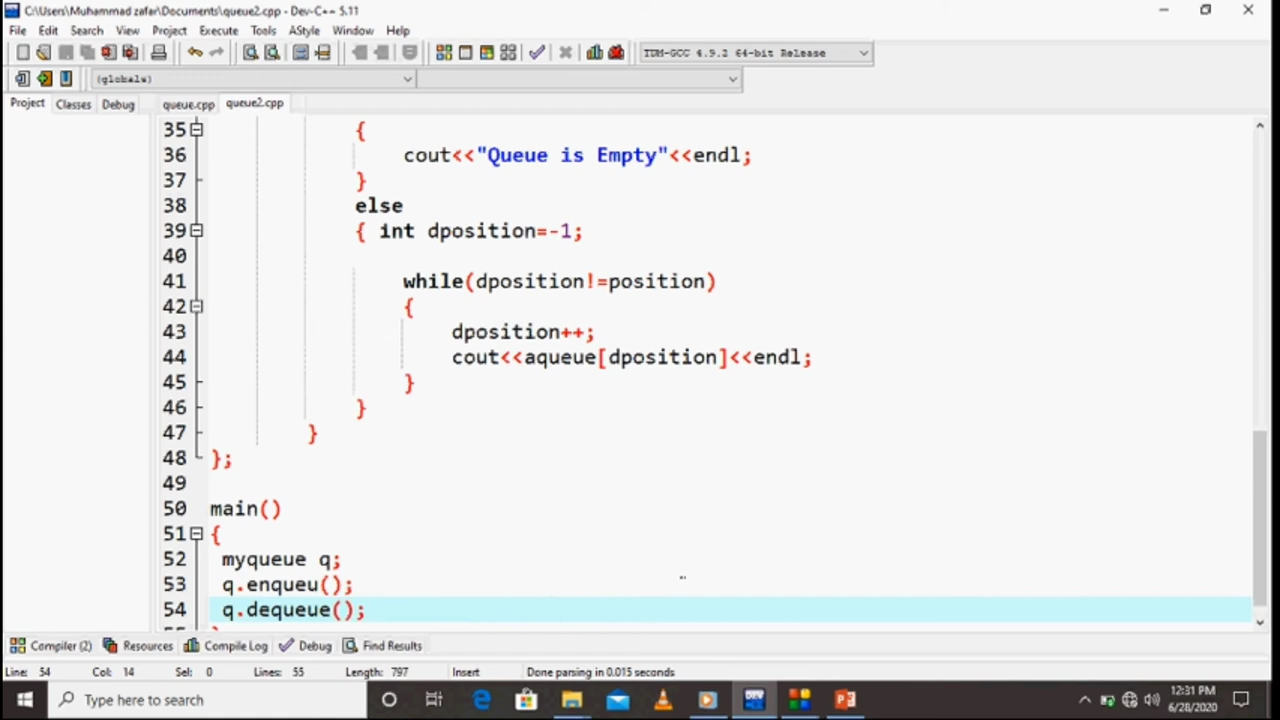 C:\Users\Muhammad zafar\Documents\queue2.cpp - Dev-C++ 5.11
File Edit Search View Project Execute Tools AStyle Window Help
TDM-GCC 4.9.2 64-bit Release
(globals)
Project Classes Debug queue.cpp queue2.cpp
35 {
36 cout<<"Queue is Empty"<<endl;
37 }
38 else
39 { int dposition=-1;
40
41 while(dposition!=position)
42 {
43 dposition++;
44 cout<<aqueue[dposition]<<endl;
45 }
46 }
47 }
48 };
49
50 main()
51 {
52 myqueue q;
53 q.enqueu();
54 q.dequeue();
Compiler (2) Resources Compile Log Debug Find Results
Line: 54 Col: 14 Sel: 0 Lines: 55 Length: 797 Insert Done parsing in 0.015 seconds
Type here to search
12:31 PM
6/28/2020